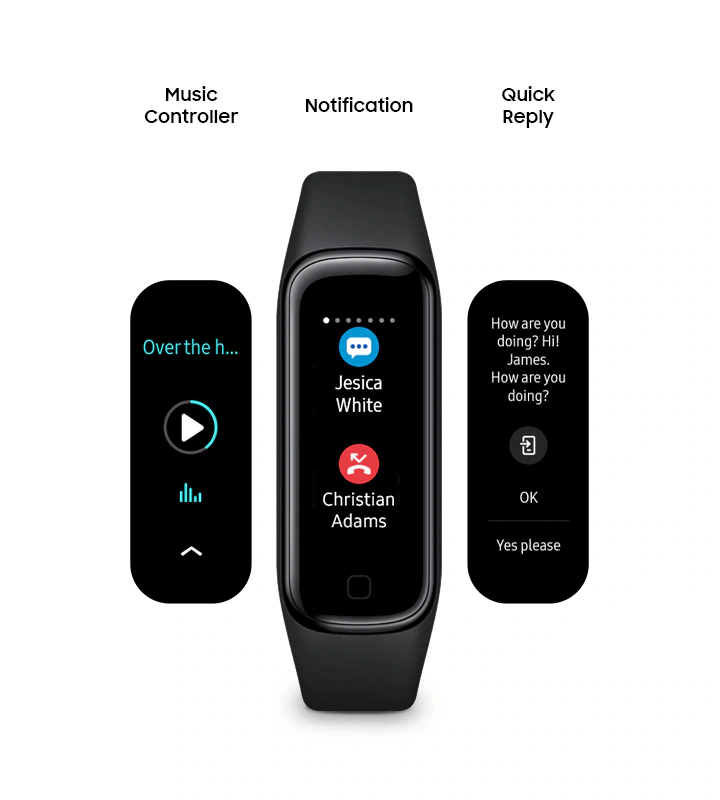 Music
Controller
Notification
Quick
Reply
Over the h...
Jesica
White
Christian
Adams
How are you
doing? Hi!
James.
How are you
doing?
OK
Yes please